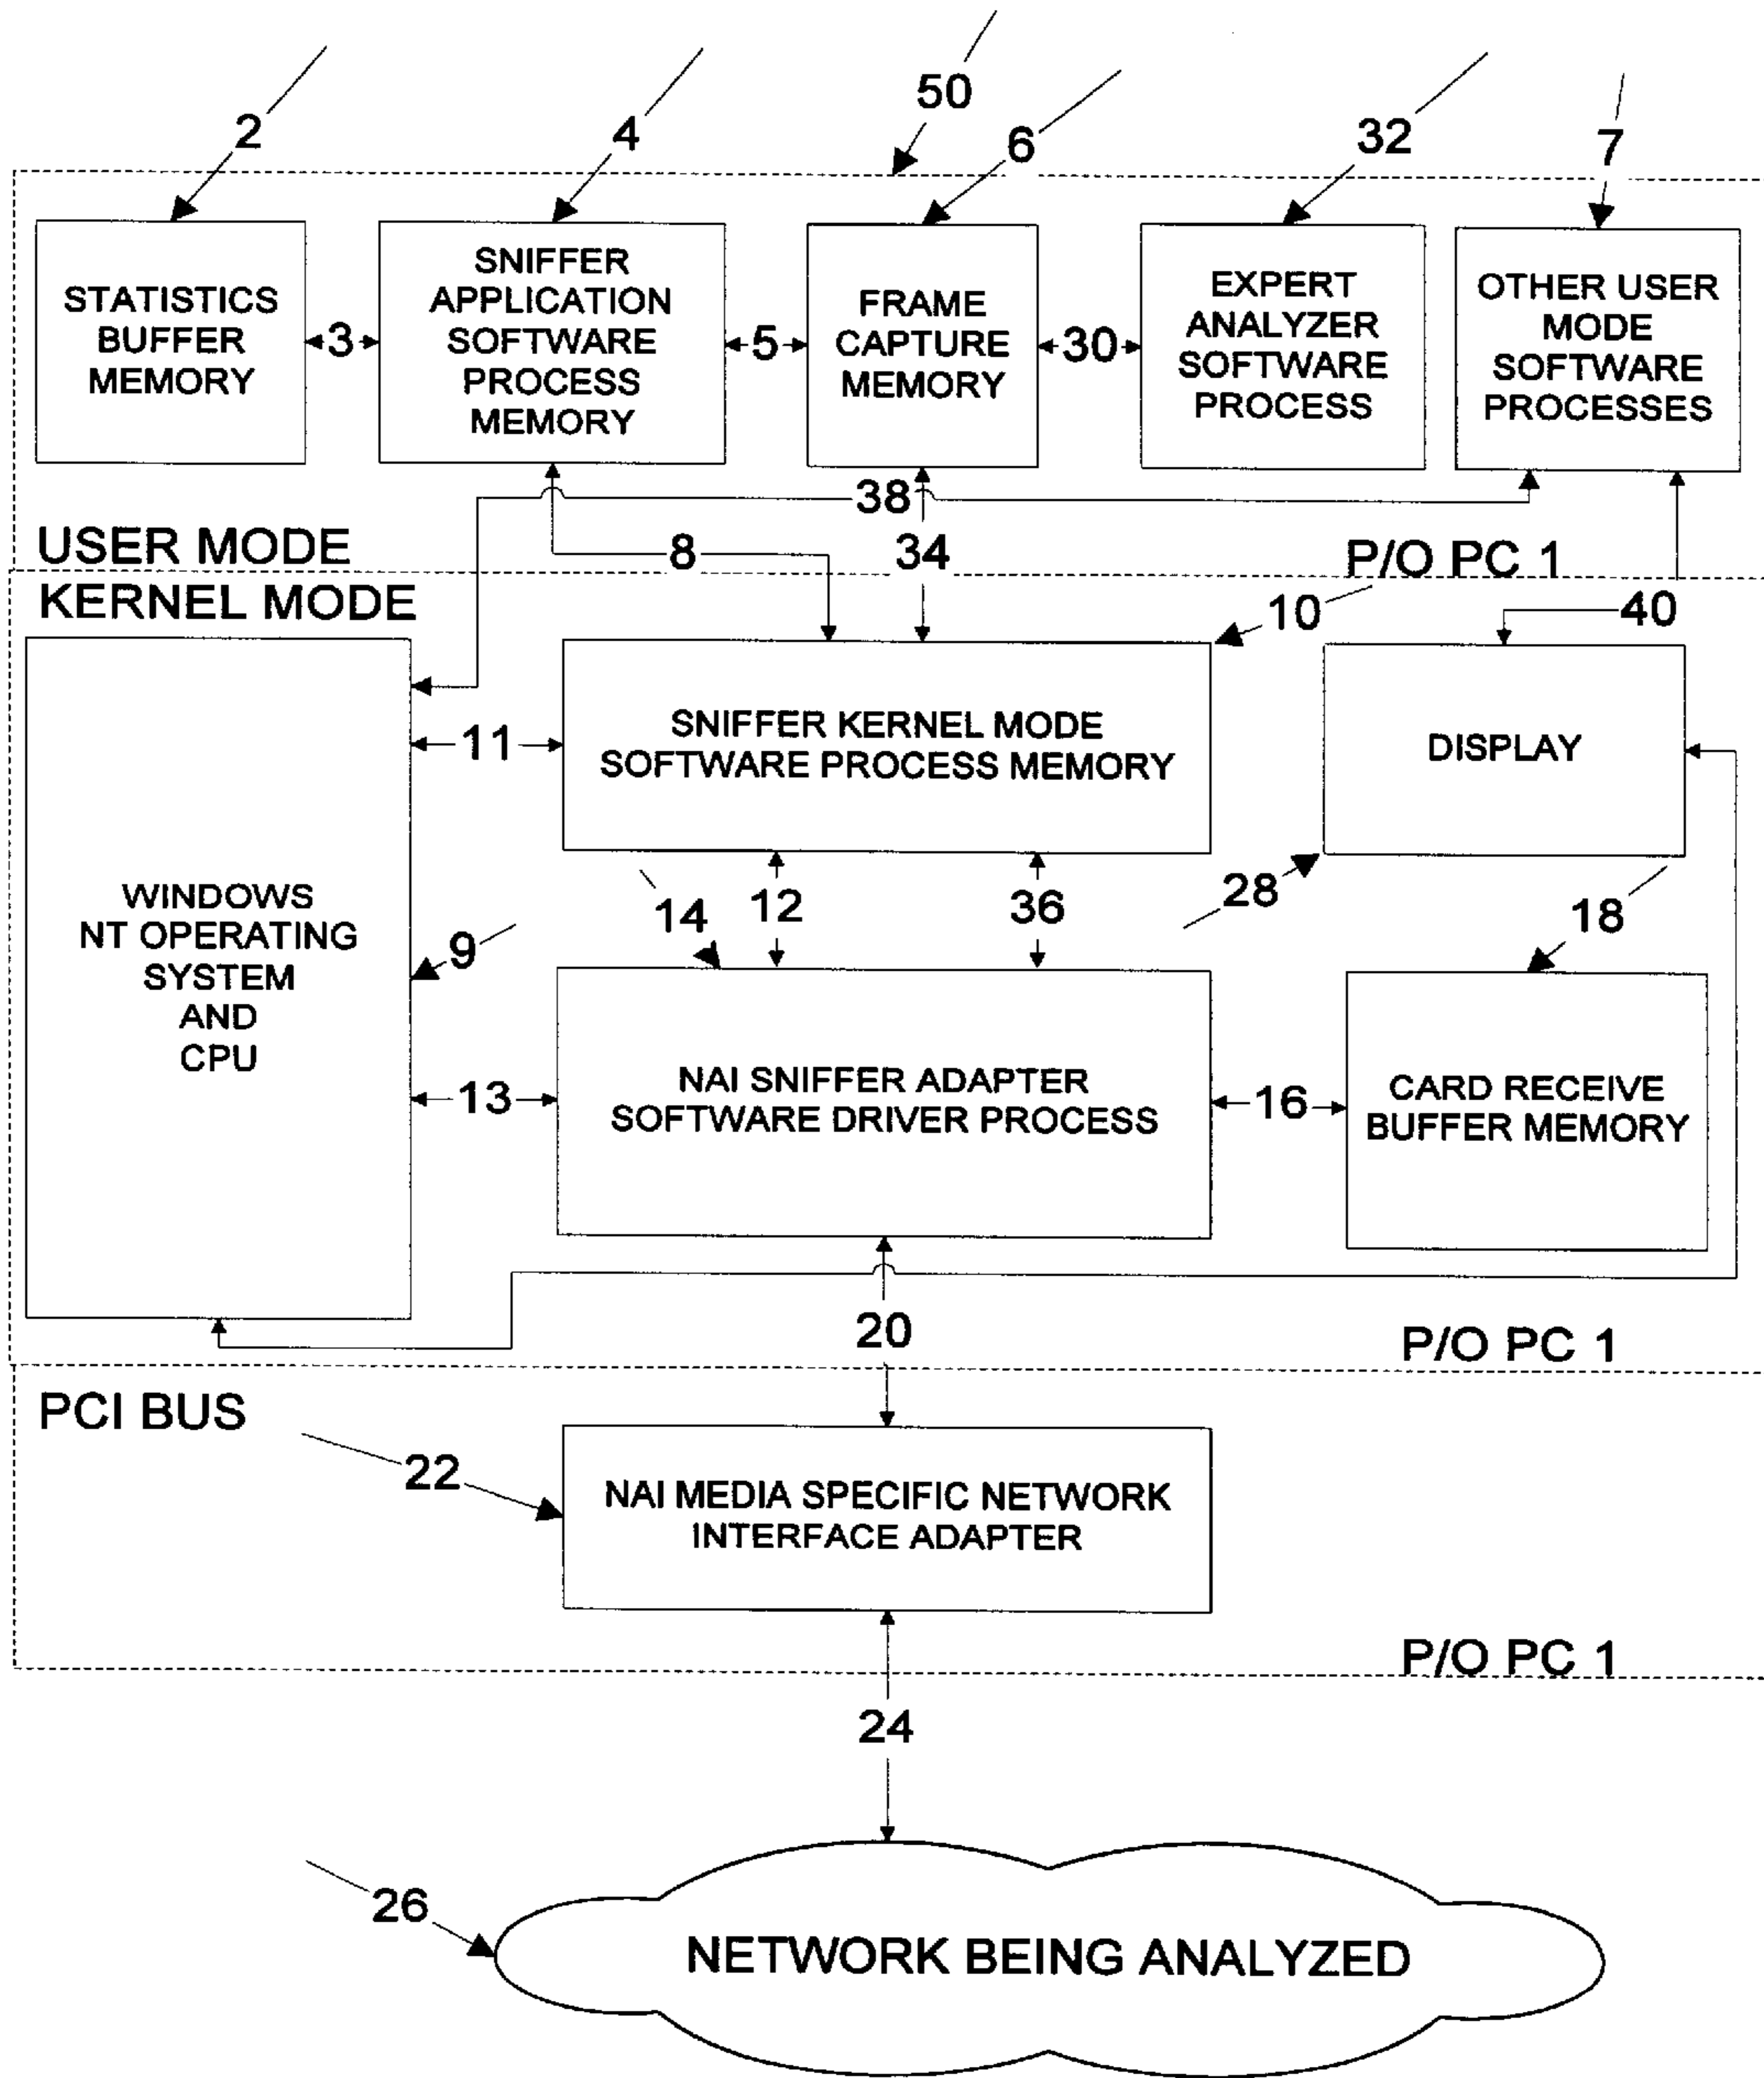 50
2
4
6
32
7
STATISTICS
BUFFER
MEMORY
3
SNIFFER
APPLICATION
SOFTWARE
PROCESS
MEMORY
5
FRAME
CAPTURE
MEMORY
30
EXPERT
ANALYZER
SOFTWARE
PROCESS
OTHER USER
MODE
SOFTWARE
PROCESSES
38
USER MODE
8
34
P/O PC 1
KERNEL MODE
10
40
WINDOWS
NT OPERATING
SYSTEM
AND
CPU
11
SNIFFER KERNEL MODE
SOFTWARE PROCESS MEMORY
DISPLAY
9
14
12
36
28
18
13
NAI SNIFFER ADAPTER
SOFTWARE DRIVER PROCESS
16
CARD RECEIVE
BUFFER MEMORY
20
P/O PC 1
PCI BUS
22
NAI MEDIA SPECIFIC NETWORK
INTERFACE ADAPTER
P/O PC 1
24
26
NETWORK BEING ANALYZED